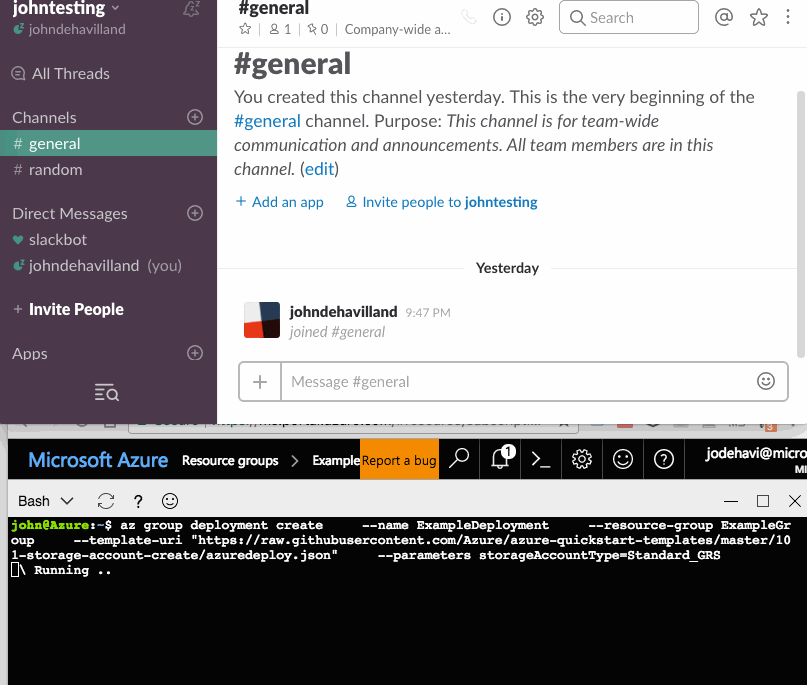 johntesting
johndehavilland
All Threads
Channels
# general
# random
Direct Messages
slackbot
johndehavilland (you)
+ Invite People
Apps
#general
1 | 0 | Company-wide a...
Search
#general
You created this channel yesterday. This is the very beginning of the
#general channel. Purpose: This channel is for team-wide
communication and announcements. All team members are in this
channel. (edit)
+ Add an app Invite people to johntesting
Yesterday
johndehavilland 9:47 PM
joined #general
+ Message #general
Microsoft Azure Resource groups > Example Report a bug 1 jodehavi@micro
MI
Bash
john@Azure:~$ az group deployment create --name ExampleDeployment --resource-group ExampleGr
oup --template-uri "https://raw.githubusercontent.com/Azure/azure-quickstart-templates/master/10
1-storage-account-create/azuredeploy.json" --parameters storageAccountType=Standard_GRS
\ Running ..